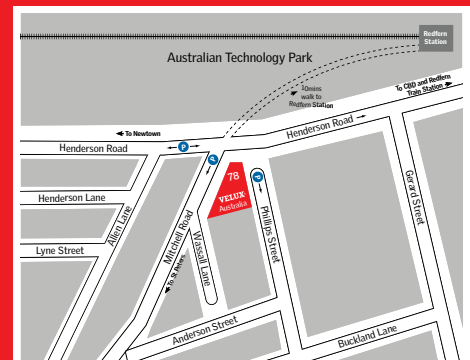 Redfern
Station
Australian Technology Park
10mins
walk to
Redfern Station
To CBD and Redfern
Train Station
To Newtown
Henderson Road
P
Henderson Road
P
78
VELUX
Australia
P
Henderson Lane
Allen Lane
Mitchell Road
Wassall Lane
Phillips Street
Gerard Street
Lyne Street
To St Peters
Anderson Street
Buckland Lane